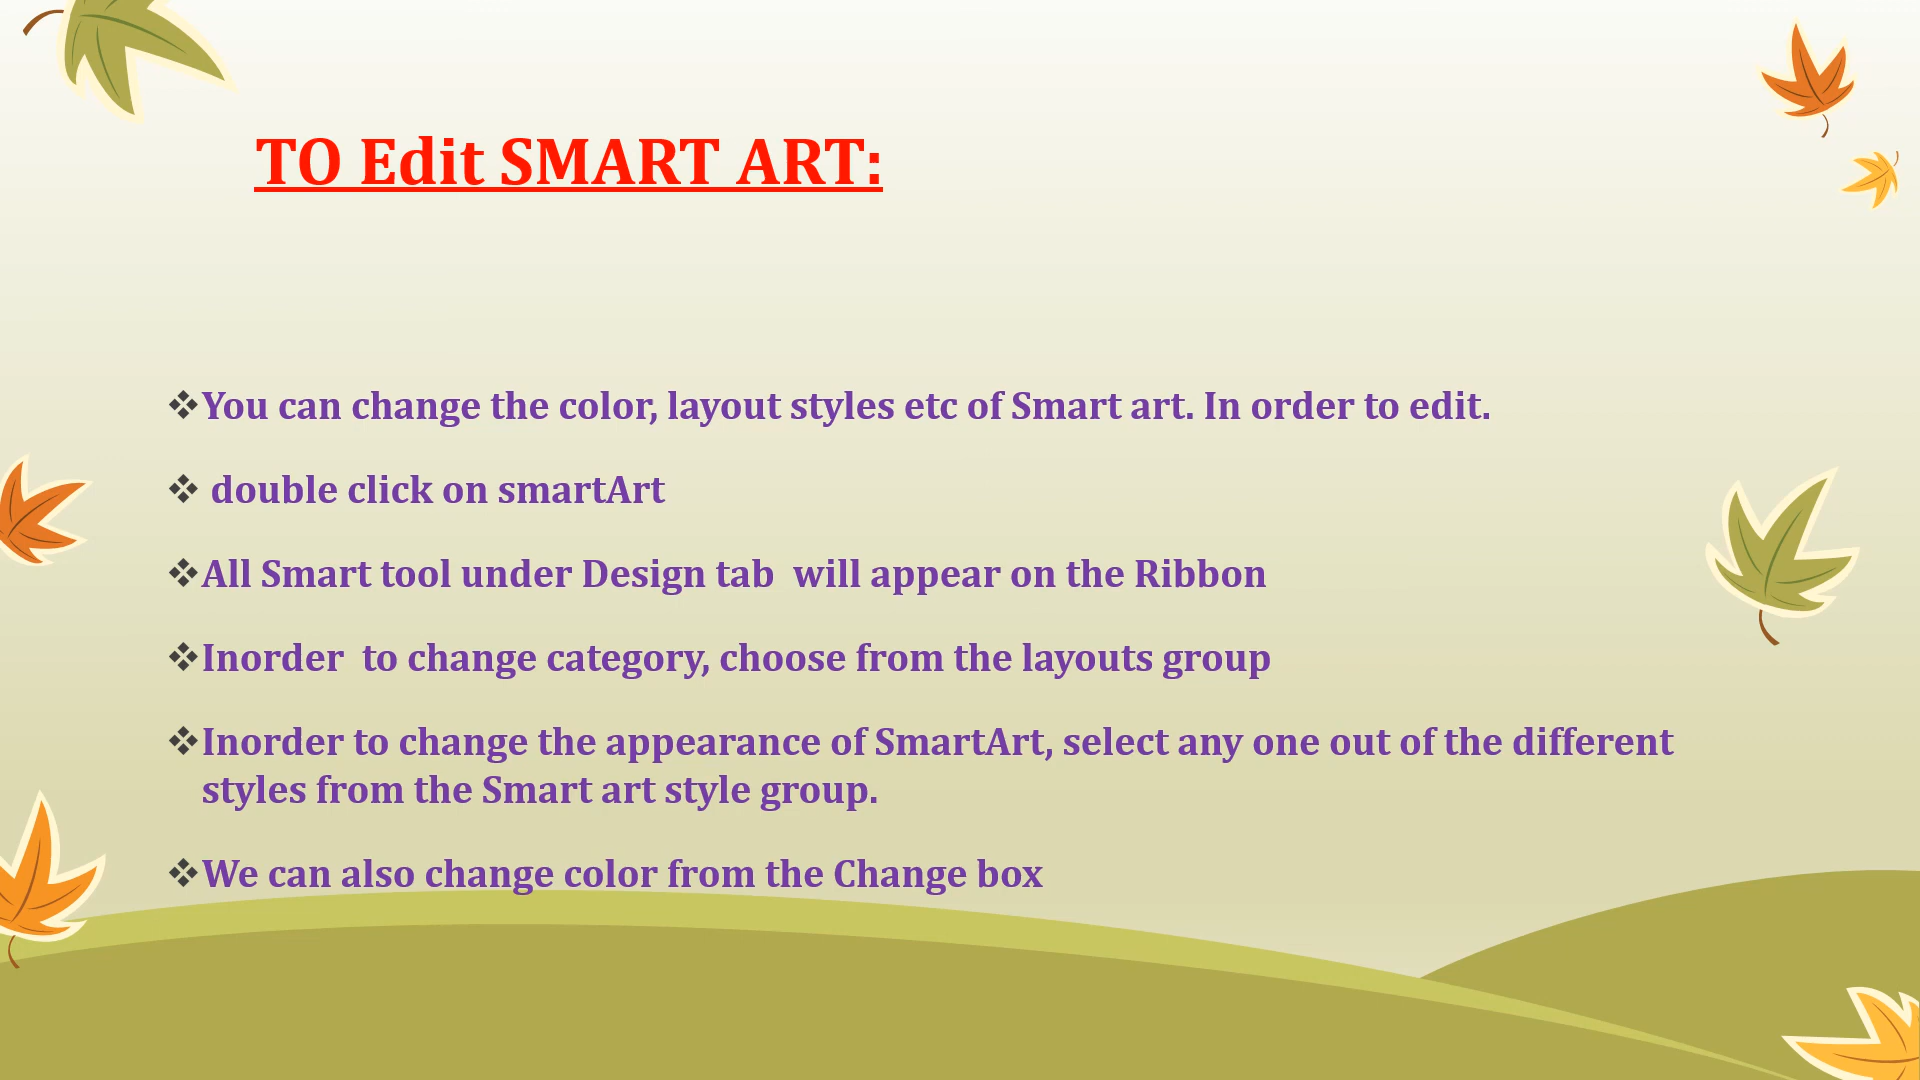 TO Edit SMART ART:
❖You can change the color, layout styles etc of Smart art. In order to edit.
❖ double click on smartArt
❖All Smart tool under Design tab  will appear on the Ribbon
❖Inorder  to change category, choose from the layouts group
❖Inorder to change the appearance of SmartArt, select any one out of the different
styles from the Smart art style group.
❖We can also change color from the Change box